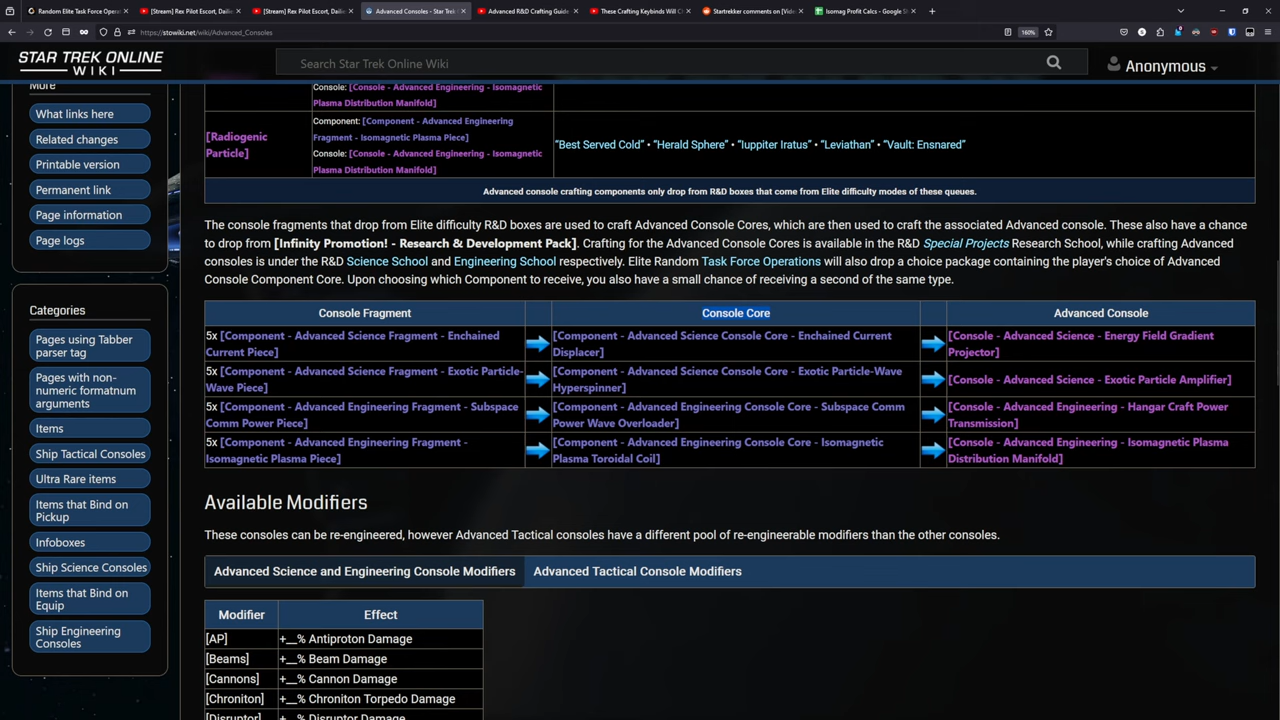 Random Elite Task Force Operat
[Stream] Rex Pilot Escort, Dailie
[Stream] Rex Pilot Escort, Dailie
Advanced Consoles - Star Trek
Advanced R&D Crafting Guide
These Crafting Keybinds Will C
Startrekker comments on [Video
Isomag Profit Calcs - Google Sh
https://stowiki.net/wiki/Advanced_Consoles
160%
STAR TREK ONLINE
WIKI
Search Star Trek Online Wiki
Anonymous
More
What links here
Related changes
Printable version
Permanent link
Page information
Page logs
Categories
Pages using Tabber
parser tag
Pages with non-
numeric formatnum
arguments
Items
Ship Tactical Consoles
Ultra Rare items
Items that Bind on
Pickup
Infoboxes
Ship Science Consoles
Items that Bind on
Equip
Ship Engineering
Consoles
Console: [Console - Advanced Engineering - Isomagnetic
Plasma Distribution Manifold]
[Radiogenic
Particle]
Component: [Component - Advanced Engineering
Fragment - Isomagnetic Plasma Piece]
Console: [Console - Advanced Engineering - Isomagnetic
Plasma Distribution Manifold]
“Best Served Cold” • “Herald Sphere” • “Iuppiter Iratus” • “Leviathan” • “Vault: Ensnared”
Advanced console crafting components only drop from R&D boxes that come from Elite difficulty modes of these queues.
The console fragments that drop from Elite difficulty R&D boxes are used to craft Advanced Console Cores, which are then used to craft the associated Advanced console. These also have a chance
to drop from [Infinity Promotion! - Research & Development Pack]. Crafting for the Advanced Console Cores is available in the R&D Special Projects Research School, while crafting Advanced
consoles is under the R&D Science School and Engineering School respectively. Elite Random Task Force Operations will also drop a choice package containing the player's choice of Advanced
Console Component Core. Upon choosing which Component to receive, you also have a small chance of receiving a second of the same type.
Console Fragment
Console Core
Advanced Console
5x [Component - Advanced Science Fragment - Enchained
Current Piece]
[Component - Advanced Science Console Core - Enchained Current
Displacer]
[Console - Advanced Science - Energy Field Gradient
Projector]
5x [Component - Advanced Science Fragment - Exotic Particle-
Wave Piece]
[Component - Advanced Science Console Core - Exotic Particle-Wave
Hyperspinner]
[Console - Advanced Science - Exotic Particle Amplifier]
5x [Component - Advanced Engineering Fragment - Subspace
Comm Power Piece]
[Component - Advanced Engineering Console Core - Subspace Comm
Power Wave Overloader]
[Console - Advanced Engineering - Hangar Craft Power
Transmission]
5x [Component - Advanced Engineering Fragment -
Isomagnetic Plasma Piece]
[Component - Advanced Engineering Console Core - Isomagnetic
Plasma Toroidal Coil]
[Console - Advanced Engineering - Isomagnetic Plasma
Distribution Manifold]
Available Modifiers
These consoles can be re-engineered, however Advanced Tactical consoles have a different pool of re-engineerable modifiers than the other consoles.
Advanced Science and Engineering Console Modifiers
Advanced Tactical Console Modifiers
Modifier
Effect
[AP]
+__% Antiproton Damage
[Beams]
+__% Beam Damage
[Cannons]
+__% Cannon Damage
[Chroniton]
+__% Chroniton Torpedo Damage
[Disruptor]
+__% Disruptor Damage